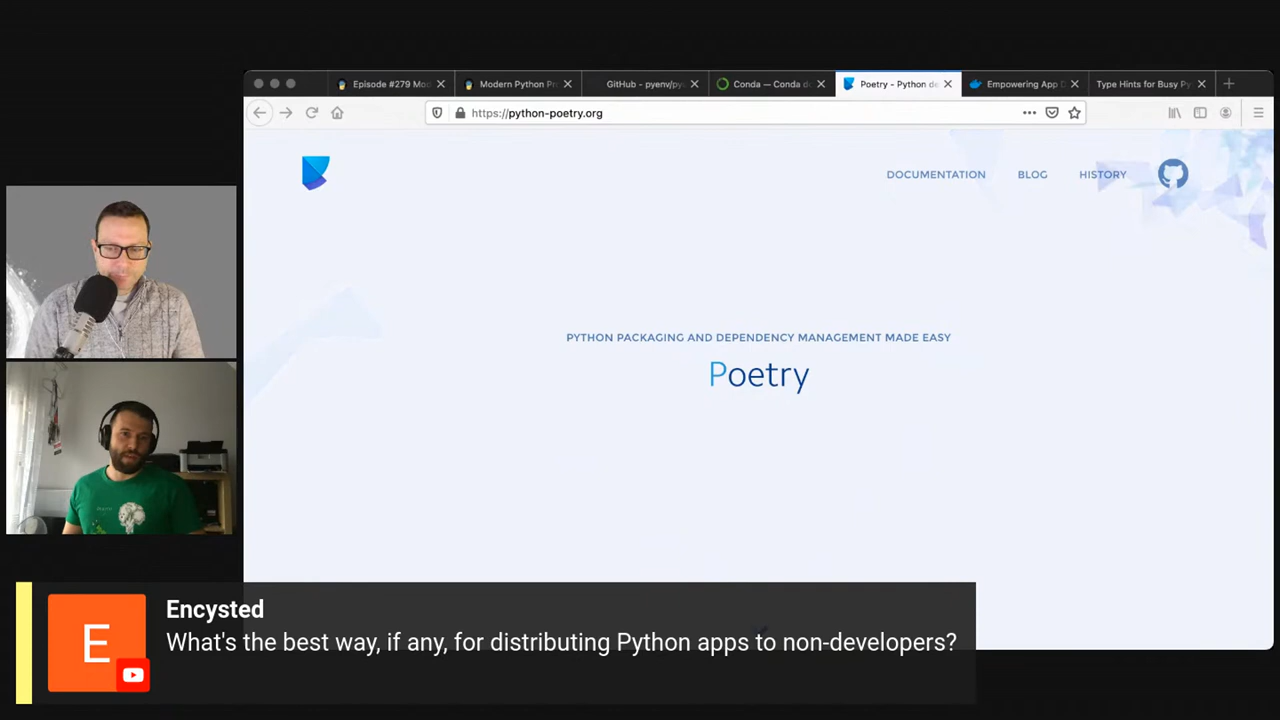 Episode #279 Mo
Modern Python Pr
GitHub - pyenv/py
Conda — Conda do
Poetry - Python de
Empowering App D
Type Hints for Busy Py
https://python-poetry.org
DOCUMENTATION
BLOG
HISTORY
PYTHON PACKAGING AND DEPENDENCY MANAGEMENT MADE EASY
Poetry
E
Encysted
What's the best way, if any, for distributing Python apps to non-developers?